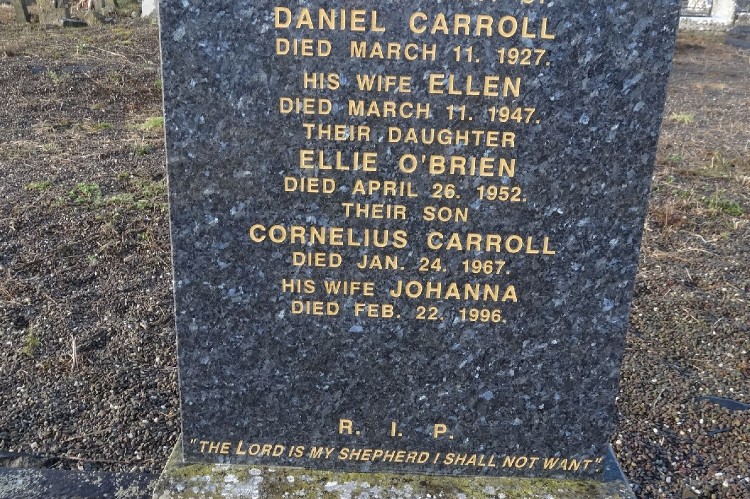 DANIEL CARROLL
DIED MARCH 11. 1927.
HIS WIFE ELLEN
DIED MARCH 11. 1947.
THEIR DAUGHTER
ELLIE O'BRIEN
DIED APRIL 26. 1952.
THEIR SON
CORNELIUS CARROLL
DIED JAN. 24. 1967.
HIS WIFE JOHANNA
DIED FEB. 22. 1996.
R. I. P.
"THE LORD IS MY SHEPHERD I SHALL NOT WANT"